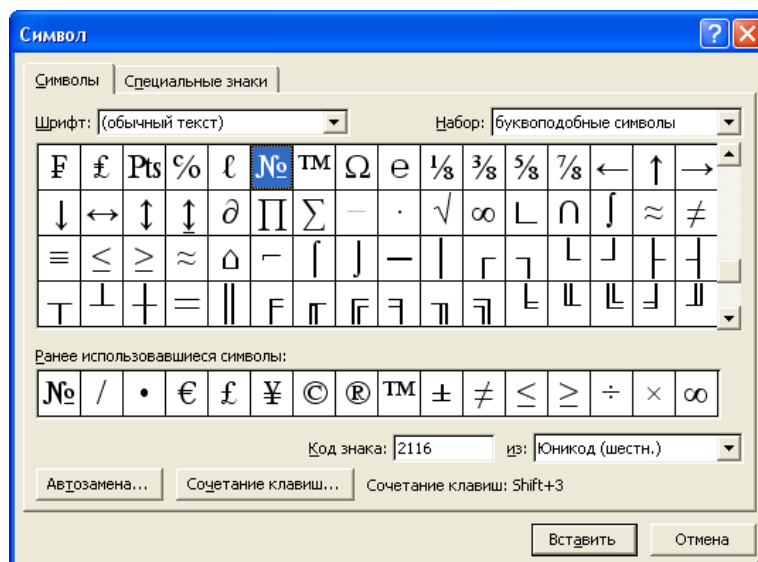 Символ
Символы Специальные знаки
Шрифт: (обычный текст) Набор: буквоподобные символы
₣ £ Pts ℅ ℓ № ™ Ω ℮ ⅛ ⅜ ⅝ ⅞ ← ↑ →
↓ ↔ ↕ ↨ ∂ ∏ ∑ − · √ ∞ ∟ ∩ ∫ ≈ ≠
≡ ≤ ≥ ≈ ⌂ ⌐ ⌠ ⌡ ─ │ ┌ ┐ └ ┘ ├ ┤
┬ ┴ ┼ ═ ║ ╒ ╓ ╔ ╕ ╖ ╗ ╘ ╙ ╚ ╛ ╜
Ранее использовавшиеся символы:
№ / • € £ ¥ © ® ™ ± ≠ ≤ ≥ ÷ × ∞
Код знака: 2116 из: Юникод (шестн.)
Автозамена... Сочетание клавиш... Сочетание клавиш: Shift+3
Вставить Отмена